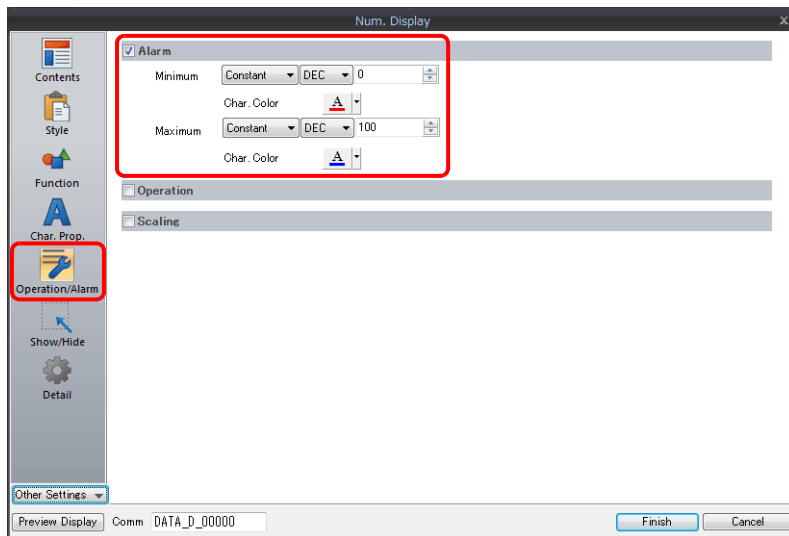 Num. Display
x
Contents
Style
Function
Char. Prop.
Operation/Alarm
Show/Hide
Detail
Other Settings
Alarm
Minimum Constant DEC 0
Char. Color A
Maximum Constant DEC 100
Char. Color A
Operation
Scaling
Preview Display Comm DATA_D_00000 Finish Cancel